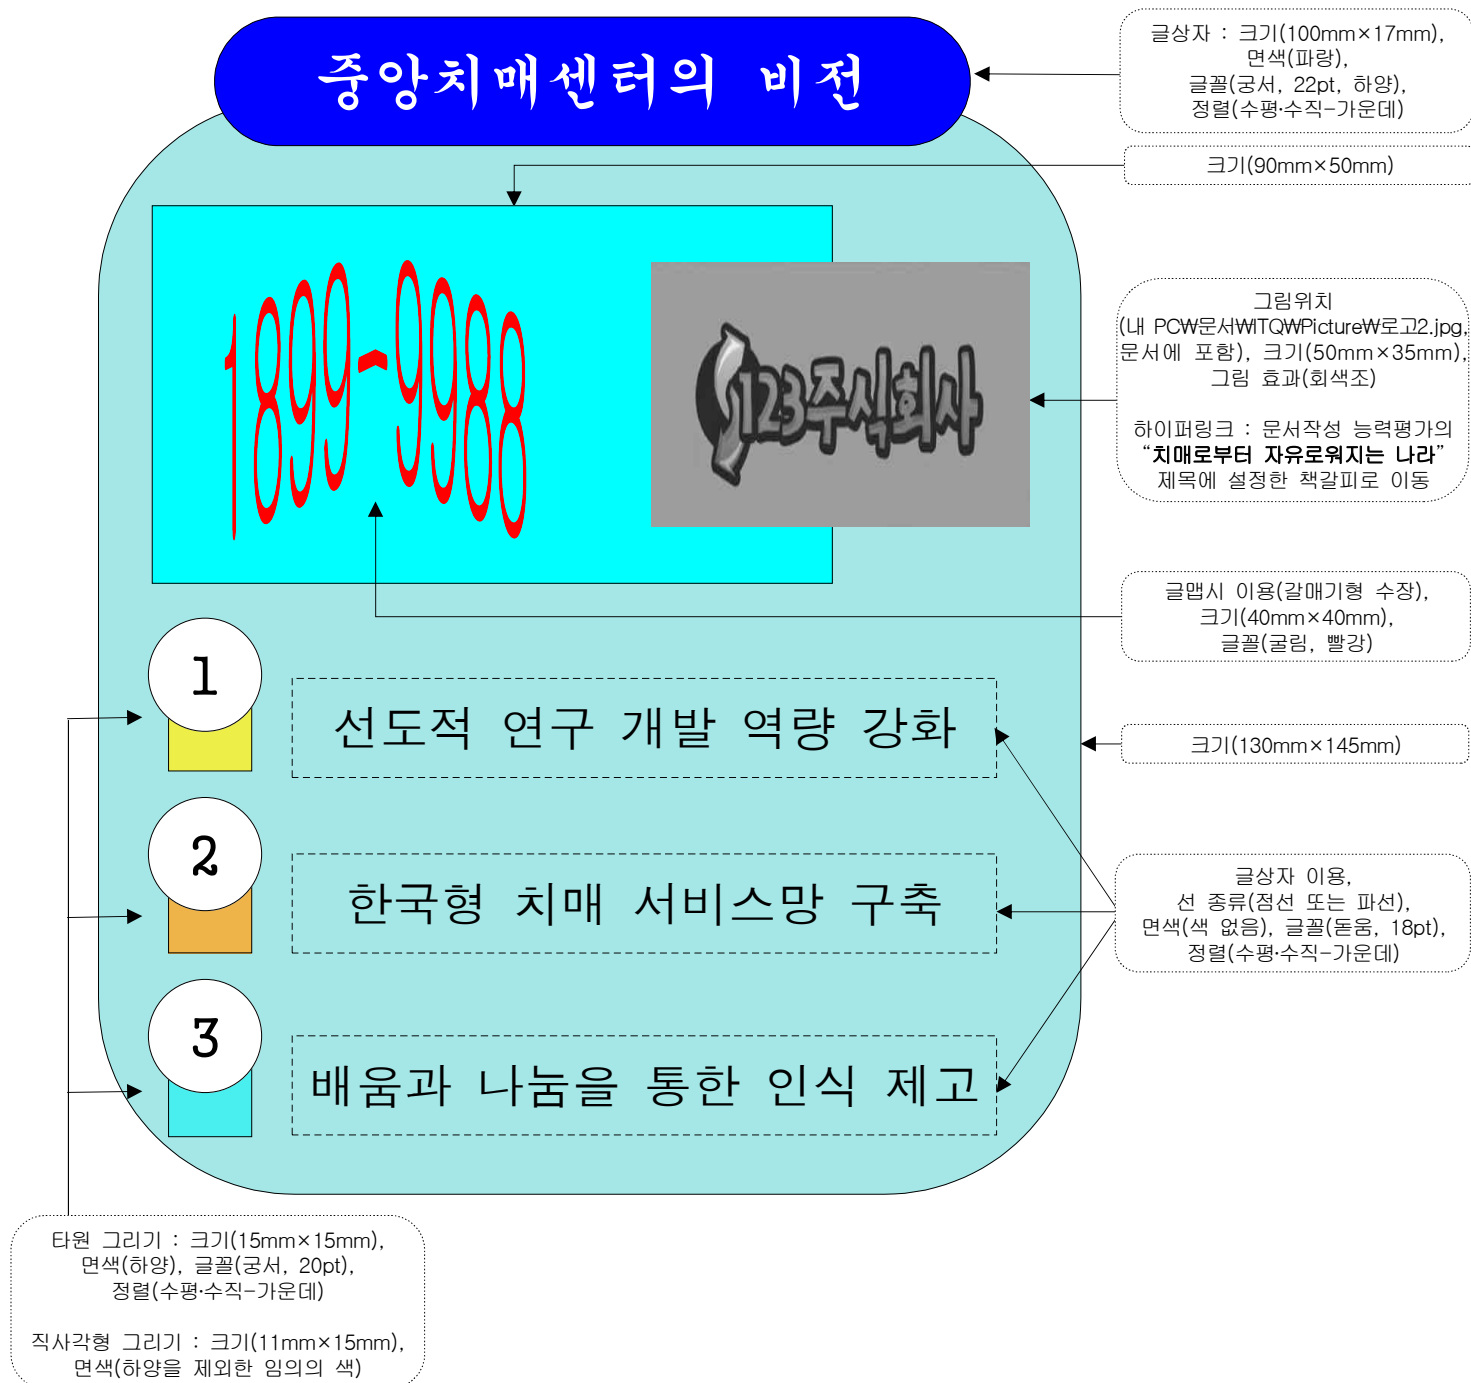 중앙치매센터의 비전
글상자 : 크기(100mm×17mm),
면색(파랑),
글꼴(궁서, 22pt, 하양),
정렬(수평·수직-가운데)
크기(90mm×50mm)
1899-9988
123주식회사
그림위치
(내 PC₩문서₩ITQ₩Picture₩로고2.jpg,
문서에 포함), 크기(50mm×35mm),
그림 효과(회색조)
하이퍼링크 : 문서작성 능력평가의
“치매로부터 자유로워지는 나라”
제목에 설정한 책갈피로 이동
글맵시 이용(갈매기형 수장),
크기(40mm×40mm),
글꼴(굴림, 빨강)
1
선도적 연구 개발 역량 강화
크기(130mm×145mm)
2
한국형 치매 서비스망 구축
글상자 이용,
선 종류(점선 또는 파선),
면색(색 없음), 글꼴(돋움, 18pt),
정렬(수평·수직-가운데)
3
배움과 나눔을 통한 인식 제고
타원 그리기 : 크기(15mm×15mm),
면색(하양), 글꼴(궁서, 20pt),
정렬(수평·수직-가운데)
직사각형 그리기 : 크기(11mm×15mm),
면색(하양을 제외한 임의의 색)